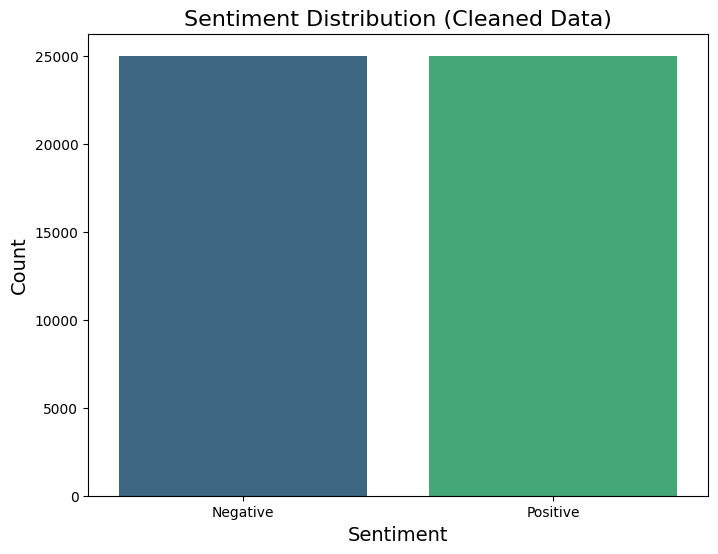 Sentiment Distribution (Cleaned Data)
25000
20000
15000
10000
5000
0
Count
Negative
Positive
Sentiment